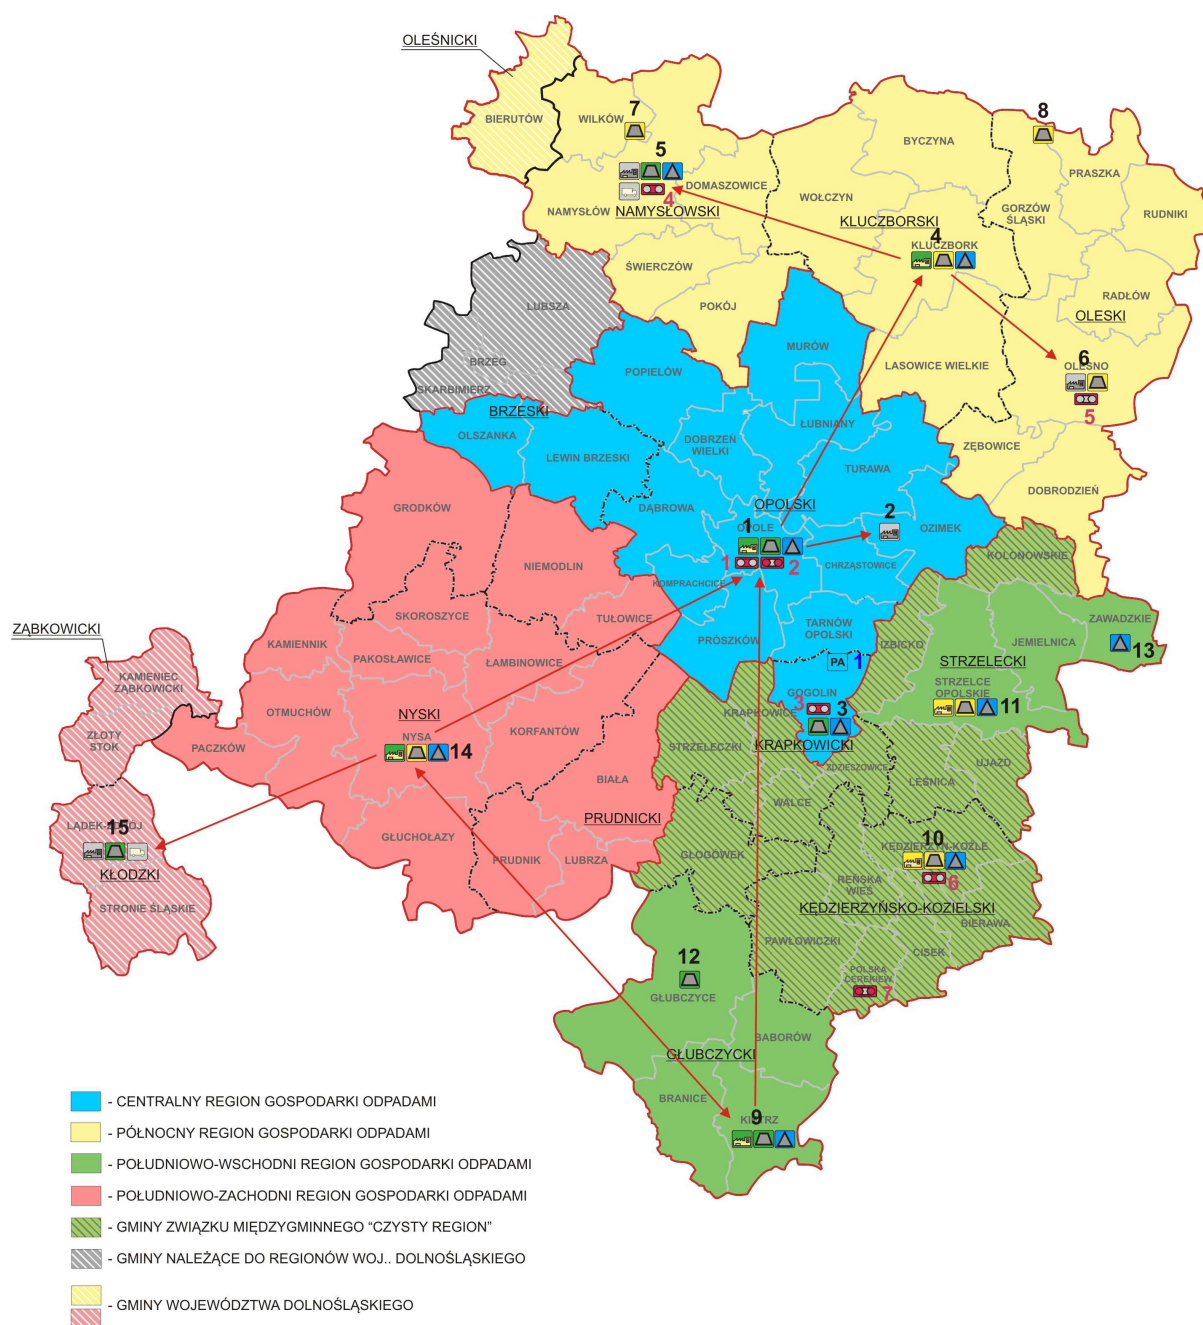 OLEŚNICKI
BIERUTÓW
WILKÓW
7
8
BYCZYNA
PRASZKA
5
DOMASZOWICE
4
NAMYSŁÓW
NAMYSŁOWSKI
WOŁCZYN
KLUCZBORSKI
GORZÓW
ŚLĄSKI
RUDNIKI
4
KLUCZBORK
ŚWIERCZÓW
POKÓJ
RADŁÓW
OLESKI
LUBSZA
BRZEG
SKARBIMIERZ
BRZESKI
MURÓW
POPIELÓW
LASOWICE WIELKIE
6
OLESNO
5
OLSZANKA
LEWIN BRZESKI
DOBRZEŃ
WIELKI
ŁUBNIANY
TURAWA
ZĘBOWICE
DOBRODZIEŃ
GRODKÓW
DĄBROWA
OPOLSKI
1
OPOLE
2
OZIMEK
1
2
NIEMODLIN
KOMPRACHCICE
CHRZĄSTOWICE
KOLONOWSKIE
SKOROSZYCE
TUŁOWICE
PRÓSZKÓW
TARNÓW
OPOLSKI
IZBICKO
JEMIELNICA
ZAWADZKIE
13
ZĄBKOWICKI
KAMIENIEC
ZĄBKOWICKI
KAMIENNIK
PAKOSŁAWICE
ŁAMBINOWICE
PA
1
STRZELECKI
STRZELCE
OPOLSKIE
11
GOGOLIN
3
3
KRAPKOWICE
KRAPKOWICKI
ZŁOTY
STOK
OTMUCHÓW
PACZKÓW
NYSKI
NYSA
14
KORFANTÓW
STRZELECZKI
ZDZIESZOWICE
UJAZD
LEŚNICA
BIAŁA
WALCE
PRUDNICKI
LĄDEK-ZDRÓJ
15
KŁODZKI
STRONIE ŚLĄSKIE
GŁUCHOŁAZY
PRUDNIK
LUBRZA
GŁOGÓWEK
10
KĘDZIERZYN-KOŹLE
6
REŃSKA
WIEŚ
KĘDZIERZYŃSKO-KOZIELSKI
BIERAWA
PAWŁOWICZKI
CISEK
POLSKA
CEREKIEW
7
12
GŁUBCZYCE
BABORÓW
GŁUBCZYCKI
BRANICE
9
KIETRZ
- CENTRALNY REGION GOSPODARKI ODPADAMI
- PÓŁNOCNY REGION GOSPODARKI ODPADAMI
- POŁUDNIOWO-WSCHODNI REGION GOSPODARKI ODPADAMI
- POŁUDNIOWO-ZACHODNI REGION GOSPODARKI ODPADAMI
- GMINY ZWIĄZKU MIĘDZYGMINNEGO “CZYSTY REGION”
- GMINY NALEŻĄCE DO REGIONÓW WOJ.. DOLNOŚLĄSKIEGO
- GMINY WOJEWÓDZTWA DOLNOŚLĄSKIEGO